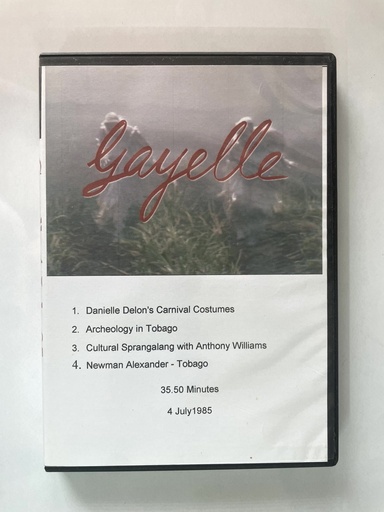 Gayelle
1. Danielle Delon's Carnival Costumes
2. Archeology in Tobago
3. Cultural Sprangalang with Anthony Williams
4. Newman Alexander - Tobago
35.50 Minutes
4 July1985